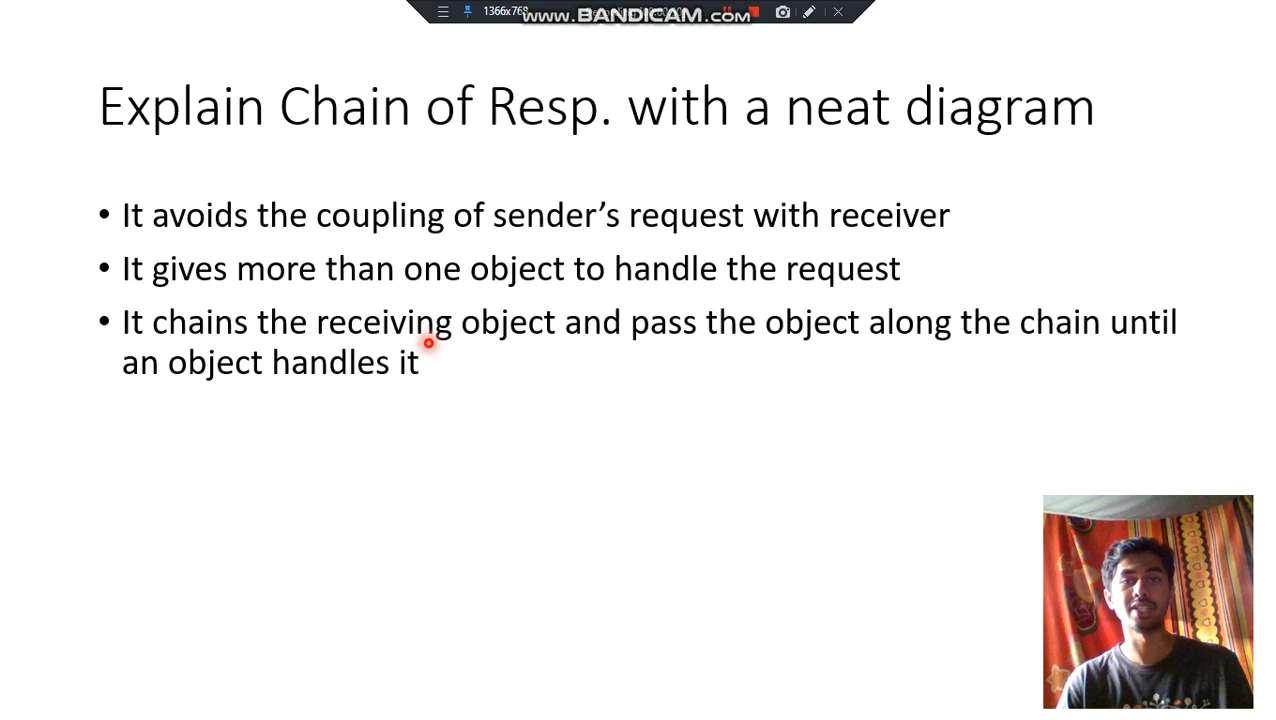 1366x768
www.BANDICAM.com
Explain Chain of Resp. with a neat diagram
• It avoids the coupling of sender's request with receiver
• It gives more than one object to handle the request
• It chains the receiving object and pass the object along the chain until
an object handles it